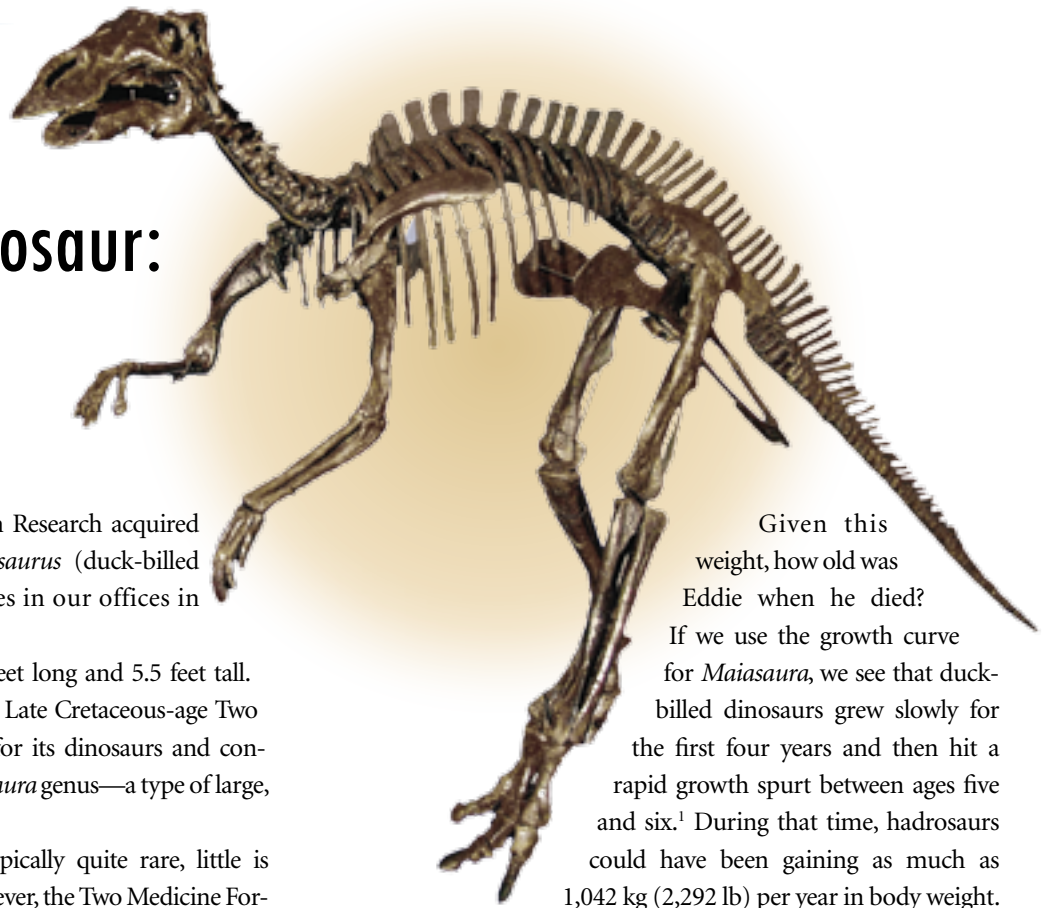 osaur:
Research acquired
saurus (duck-billed
es in our offices in
eet long and 5.5 feet tall.
Late Cretaceous-age Two
for its dinosaurs and con-
aura genus—a type of large,
pically quite rare, little is
ever, the Two Medicine For-
Given this
weight, how old was
Eddie when he died?
If we use the growth curve
for Maiasaura, we see that duck-
billed dinosaurs grew slowly for
the first four years and then hit a
rapid growth spurt between ages five
and six.¹ During that time, hadrosaurs
could have been gaining as much as
1,042 kg (2,292 lb) per year in body weight.